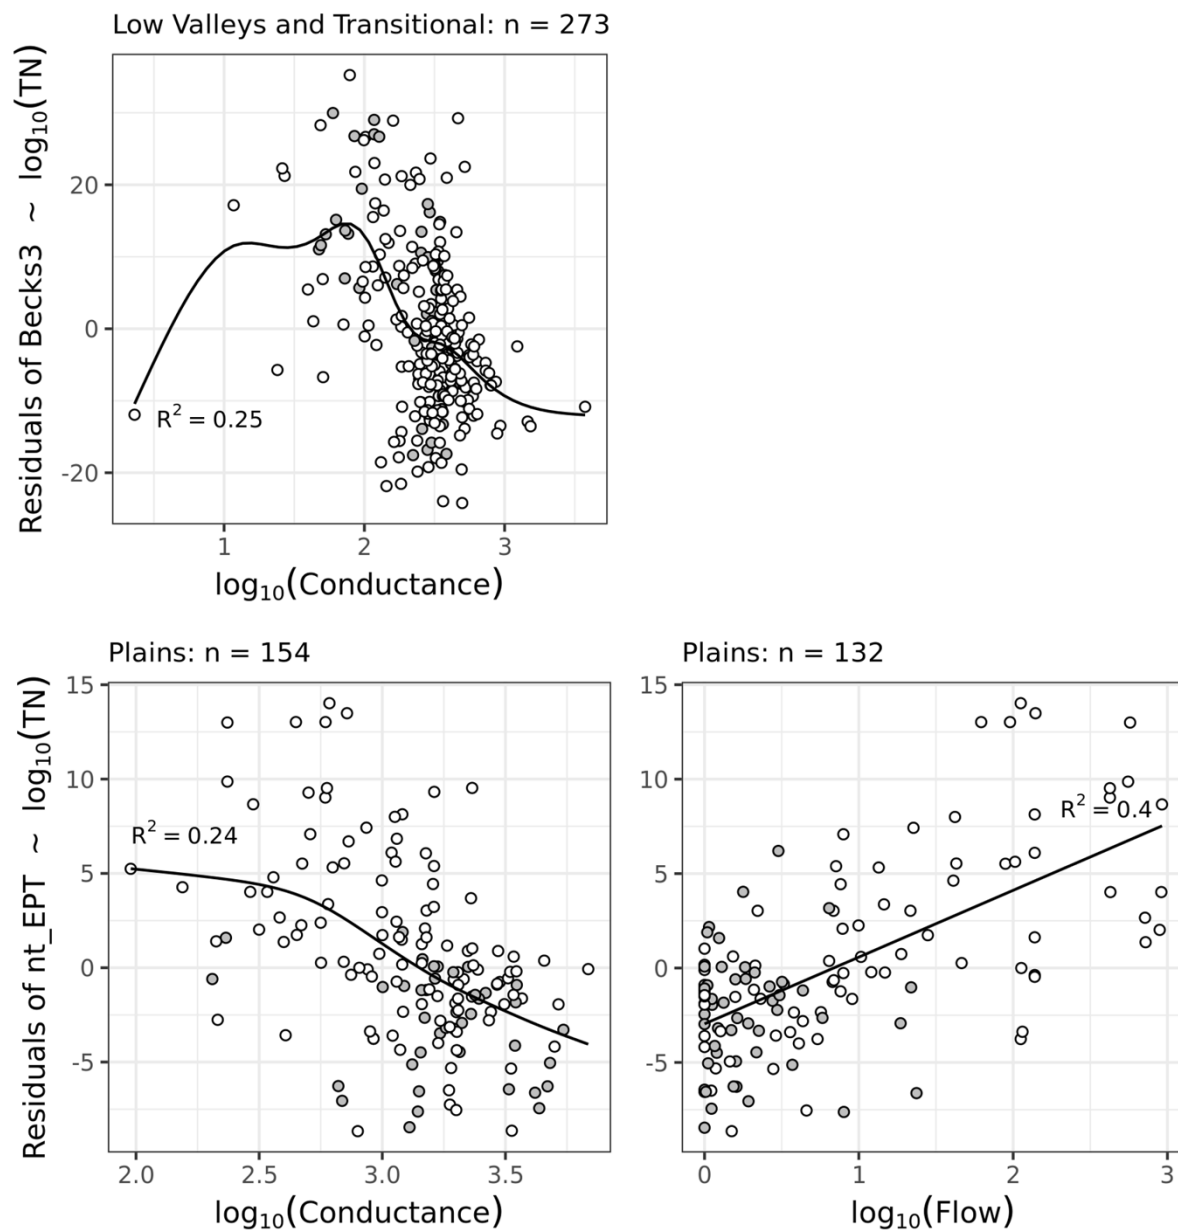 Low Valleys and Transitional: n = 273
Residuals of Becks3 ~ log₁₀(TN)
20
0
-20
R² = 0.25
1 2 3
log₁₀(Conductance)
Plains: n = 154
Residuals of nt_EPT ~ log₁₀(TN)
15
10
5
0
-5
R² = 0.24
2.0 2.5 3.0 3.5
log₁₀(Conductance)
Plains: n = 132
15
10
5
0
-5
R² = 0.4
0 1 2 3
log₁₀(Flow)